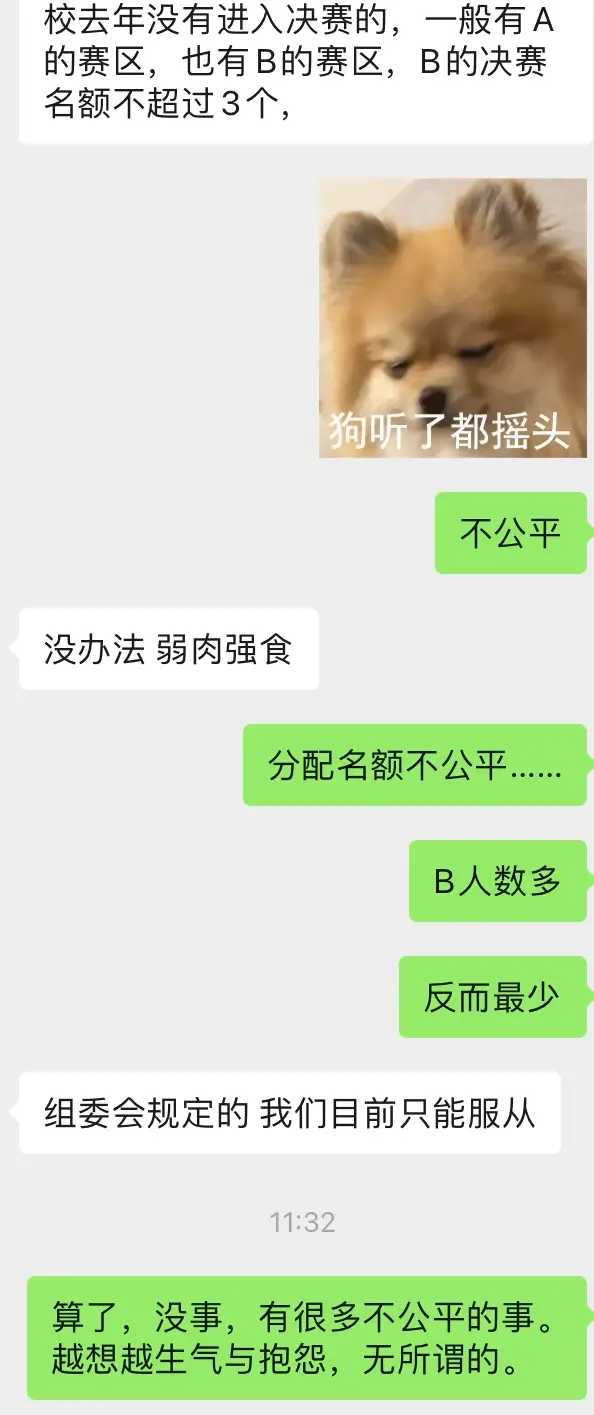 校去年没有进入决赛的，一般有A
的赛区，也有B的赛区，B的决赛
名额不超过3个，
狗听了都摇头
不公平
没办法 弱肉强食
分配名额不公平……
B人数多
反而最少
组委会规定的 我们目前只能服从
11:32
算了，没事，有很多不公平的事。
越想越生气与抱怨，无所谓的。